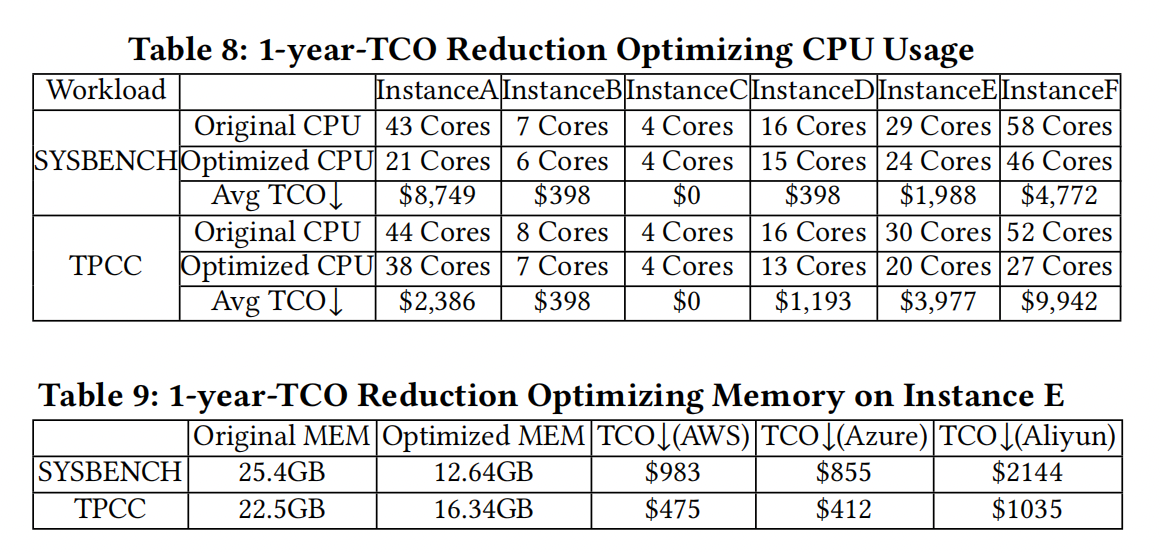 Table 8: 1-year-TCO Reduction Optimizing CPU Usage
Workload InstanceA InstanceB InstanceC InstanceD InstanceE InstanceF
SYSBENCH Original CPU 43 Cores 7 Cores 4 Cores 16 Cores 29 Cores 58 Cores
Optimized CPU 21 Cores 6 Cores 4 Cores 15 Cores 24 Cores 46 Cores
Avg TCO↓ $8,749 $398 $0 $398 $1,988 $4,772
TPCC Original CPU 44 Cores 8 Cores 4 Cores 16 Cores 30 Cores 52 Cores
Optimized CPU 38 Cores 7 Cores 4 Cores 13 Cores 20 Cores 27 Cores
Avg TCO↓ $2,386 $398 $0 $1,193 $3,977 $9,942
Table 9: 1-year-TCO Reduction Optimizing Memory on Instance E
Original MEM Optimized MEM TCO↓(AWS) TCO↓(Azure) TCO↓(Aliyun)
SYSBENCH 25.4GB 12.64GB $983 $855 $2144
TPCC 22.5GB 16.34GB $475 $412 $1035